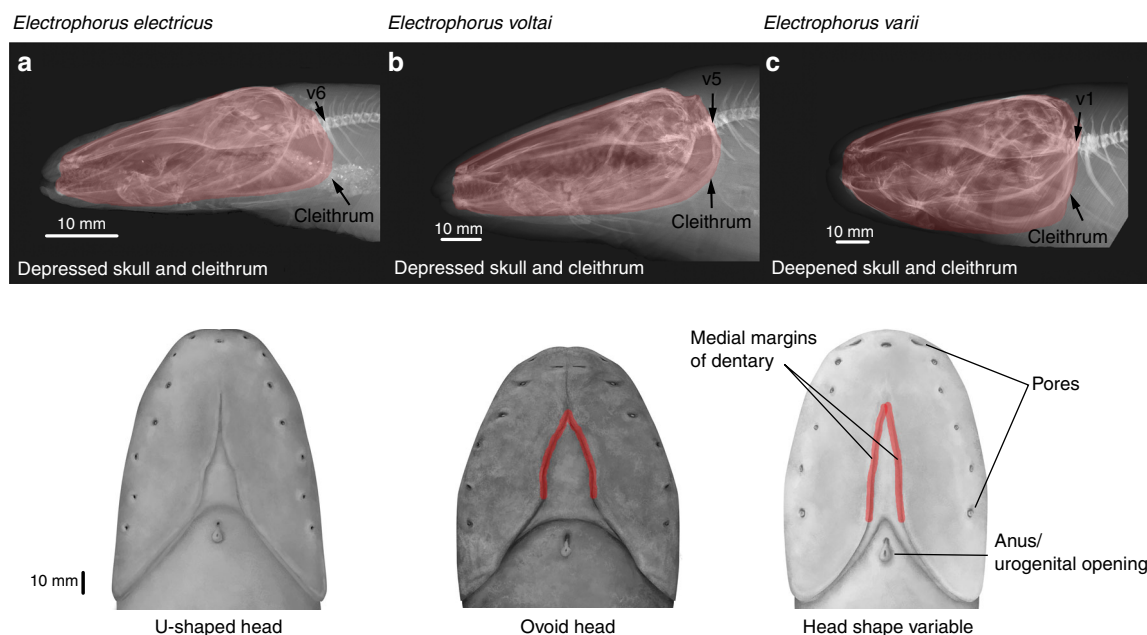 Electrophorus electricus
Electrophorus voltai
Electrophorus varii
a
v6
Cleithrum
10 mm
Depressed skull and cleithrum
b
v5
Cleithrum
10 mm
Depressed skull and cleithrum
c
v1
Cleithrum
10 mm
Deepened skull and cleithrum
Medial margins
of dentary
Pores
Anus/
urogenital opening
10 mm
U-shaped head
Ovoid head
Head shape variable